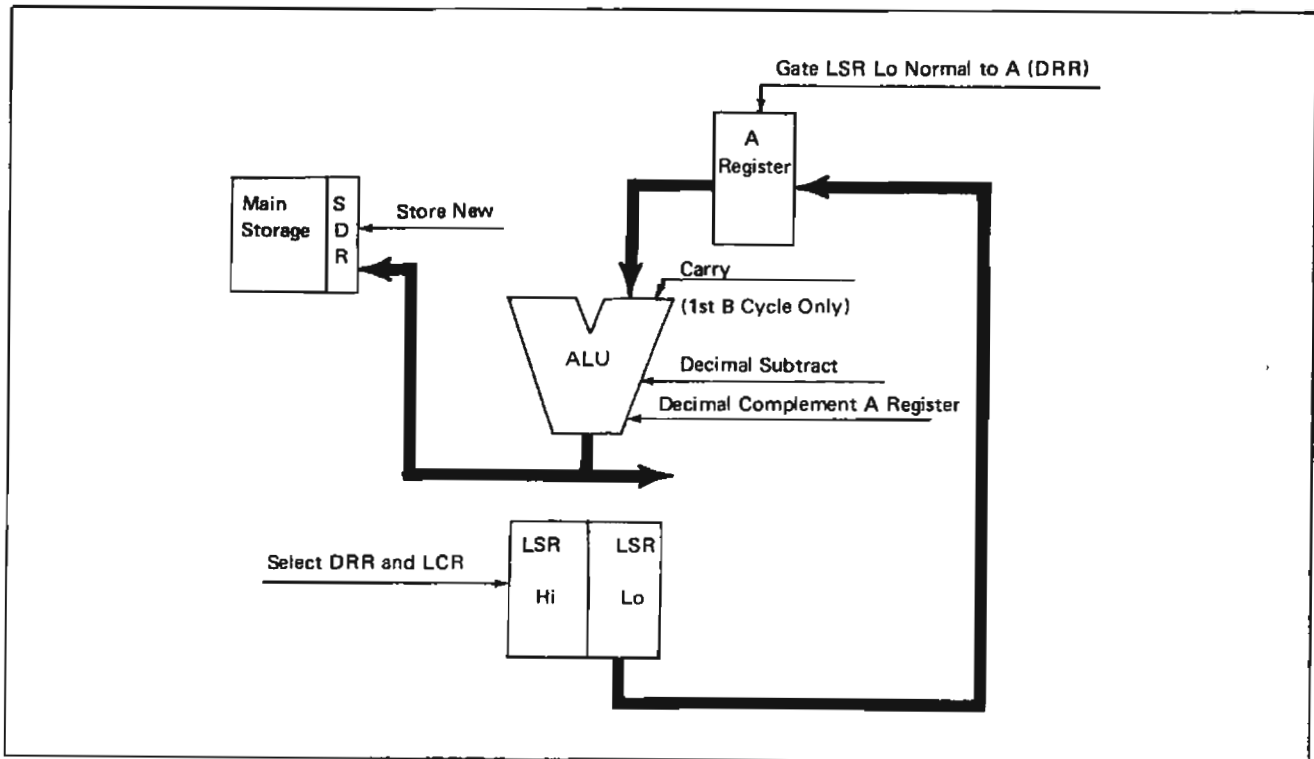 Gate LSR Lo Normal to A (DRR)
A
Register
Main
Storage
S
D
R
Store New
Carry
(1st B Cycle Only)
ALU
Decimal Subtract
Decimal Complement A Register
Select DRR and LCR
LSR
Hi
LSR
Lo